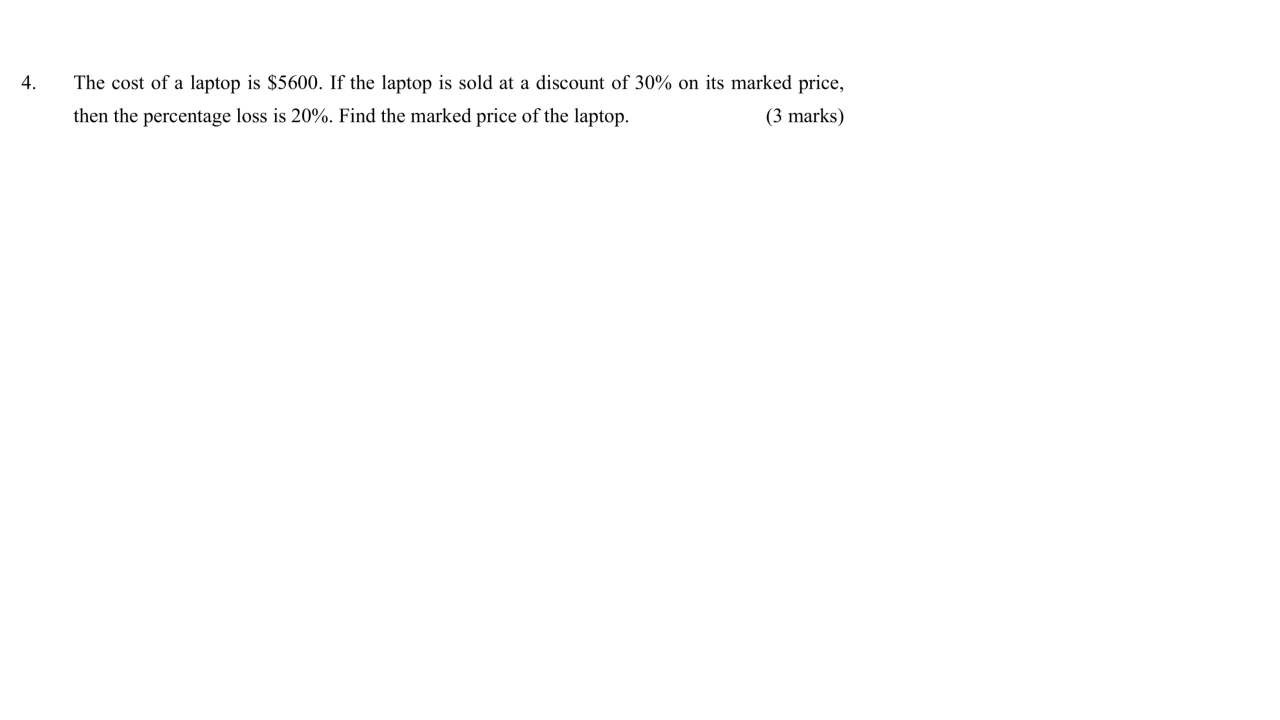 4. The cost of a laptop is $5600. If the laptop is sold at a discount of 30% on its marked price,
then the percentage loss is 20%. Find the marked price of the laptop. (3 marks)